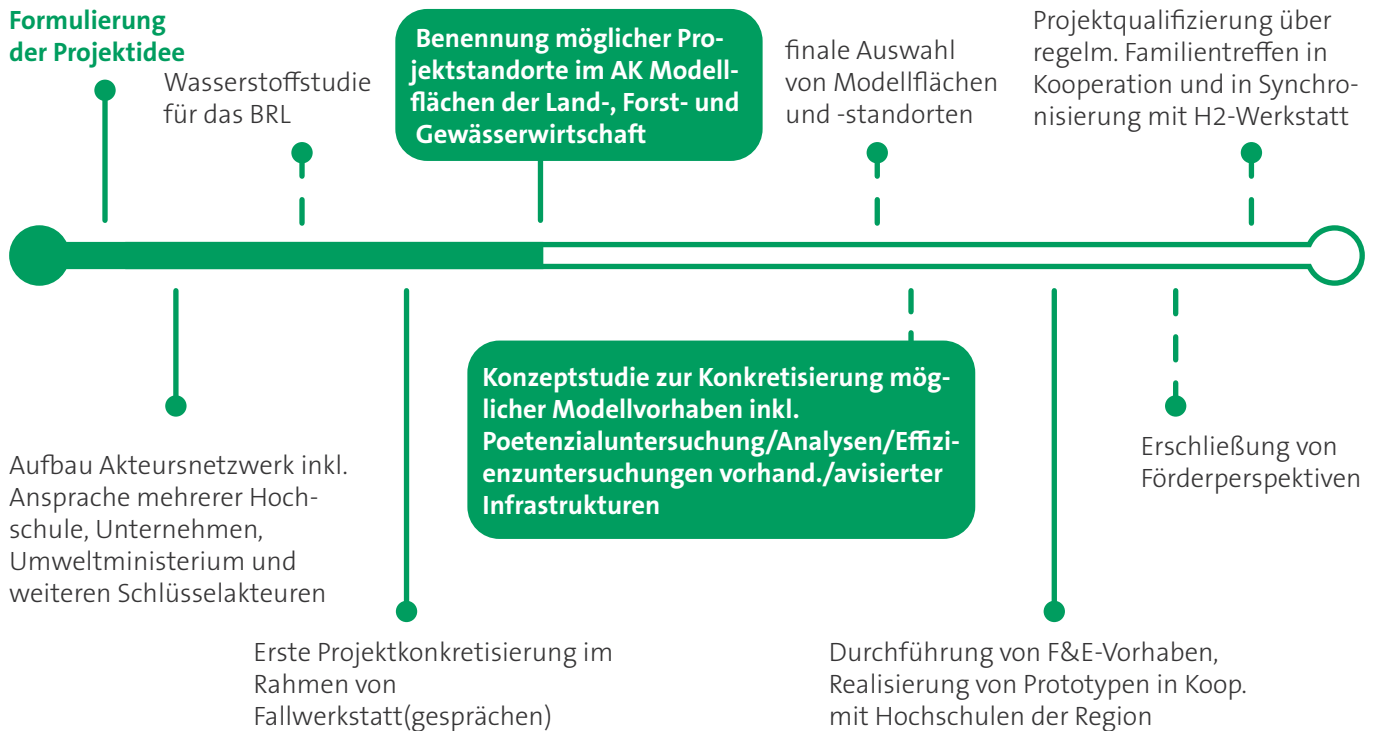 Formulierung
der Projektidee
Wasserstoffstudie
für das BRL
Benennung möglicher Pro-
jektstandorte im AK Modell-
flächen der Land-, Forst- und
Gewässerwirtschaft
finale Auswahl
von Modellflächen
und -standorten
Projektqualifizierung über
regelm. Familientreffen in
Kooperation und in Synchro-
nisierung mit H2-Werkstatt
Aufbau Akteursnetzwerk inkl.
Ansprache mehrerer Hoch-
schule, Unternehmen,
Umweltministerium und
weiteren Schlüsselakteuren
Erste Projektkonkretisierung im
Rahmen von
Fallwerkstatt(gesprächen)
Konzeptstudie zur Konkretisierung mög-
licher Modellvorhaben inkl.
Poetenzialuntersuchung/Analysen/Effizi-
enzuntersuchungen vorhand./avisierter
Infrastrukturen
Durchführung von F&E-Vorhaben,
Realisierung von Prototypen in Koop.
mit Hochschulen der Region
Erschließung von
Förderperspektiven